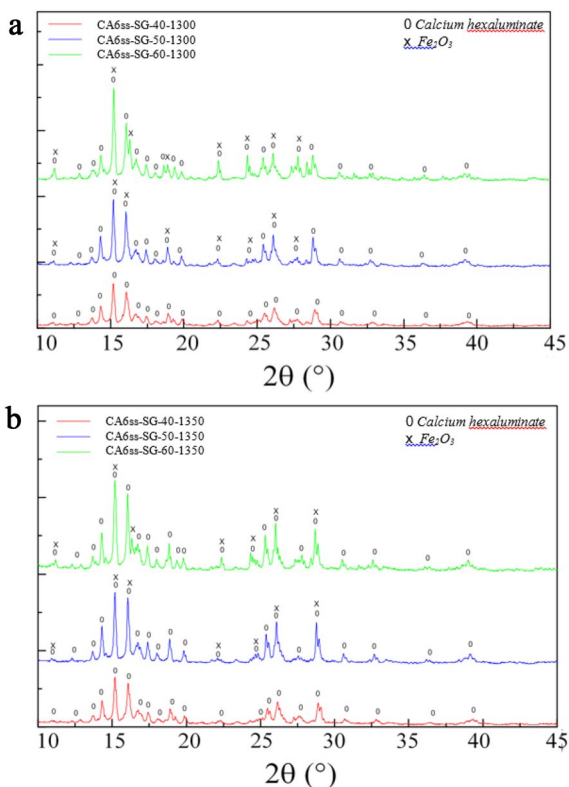 a
CA6ss-SG-40-1300
CA6ss-SG-50-1300
CA6ss-SG-60-1300
0 Calcium hexaluminate
X Fe2O3
10 15 20 25 30 35 40 45
2θ (°)
b
CA6ss-SG-40-1350
CA6ss-SG-50-1350
CA6ss-SG-60-1350
0 Calcium hexaluminate
X Fe2O3
10 15 20 25 30 35 40 45
2θ (°)